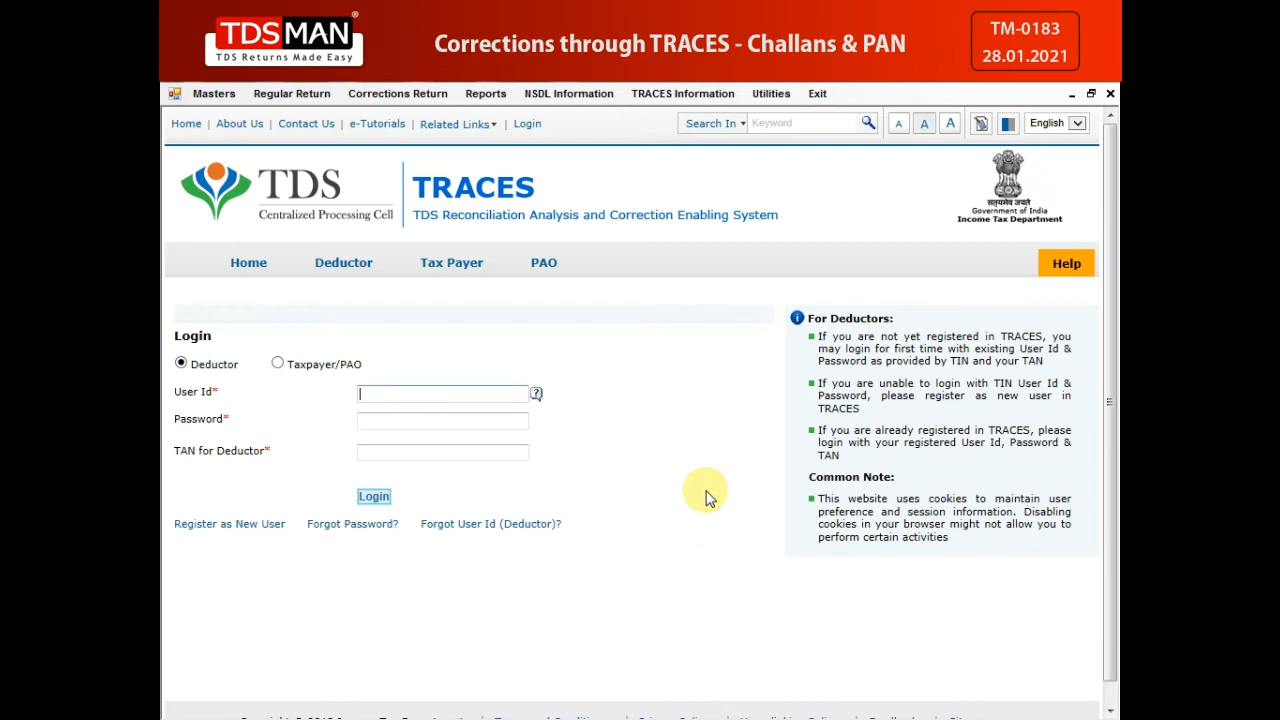 TDSMAN®
TDS Returns Made Easy
Corrections through TRACES - Challans & PAN
TM-0183
28.01.2021
Masters Regular Return Corrections Return Reports NSDL Information TRACES Information Utilities Exit
Home | About Us | Contact Us | e-Tutorials | Related Links | Login
Search In Keyword A A A English
TDS
Centralized Processing Cell
TRACES
TDS Reconciliation Analysis and Correction Enabling System
सत्यमेव जयते
Government of India
Income Tax Department
Home Deductor Tax Payer PAO Help
Login
Deductor Taxpayer/PAO
User Id* ?
Password*
TAN for Deductor*
Login
Register as New User Forgot Password? Forgot User Id (Deductor)?
i For Deductors:
If you are not yet registered in TRACES, you
may login for first time with existing User Id &
Password as provided by TIN and your TAN
If you are unable to login with TIN User Id &
Password, please register as new user in
TRACES
If you are already registered in TRACES, please
login with your registered User Id, Password &
TAN
Common Note:
This website uses cookies to maintain user
preference and session information. Disabling
cookies in your browser might not allow you to
perform certain activities